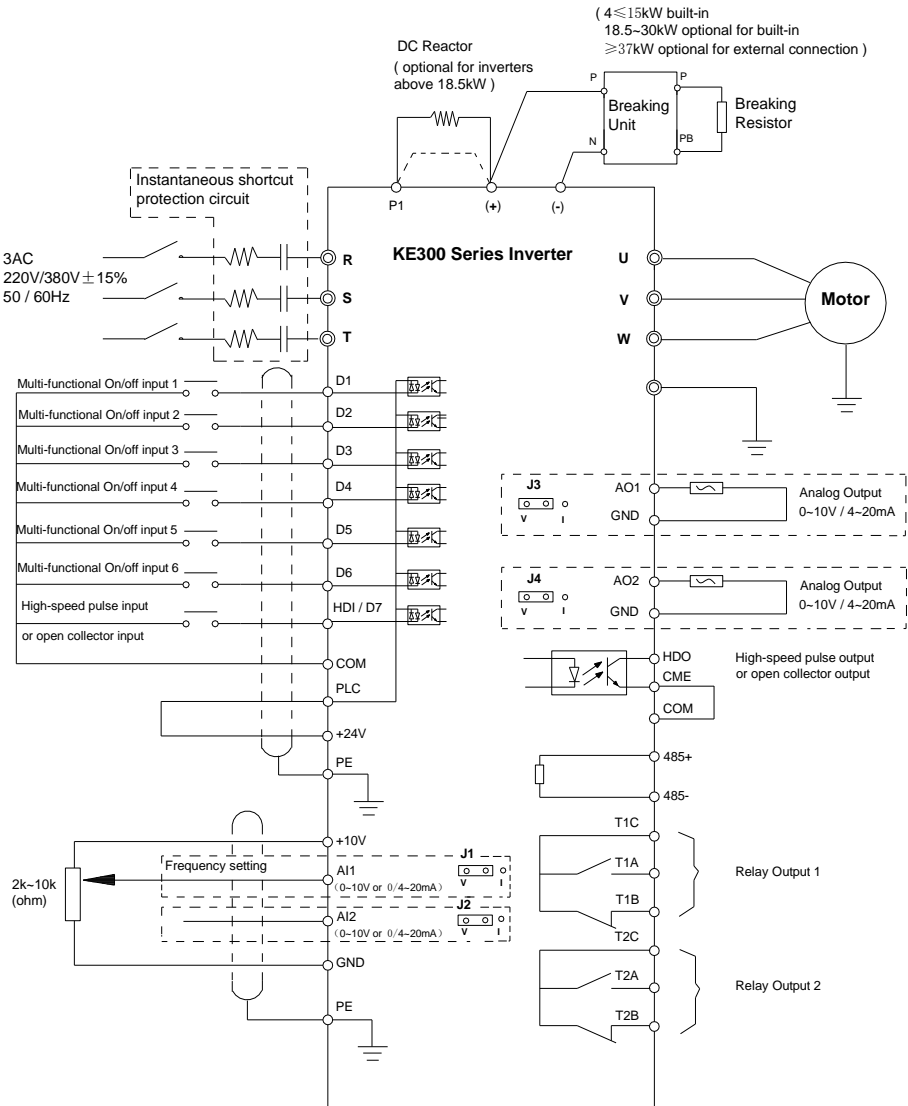 ( 4≤15kW built-in
18.5~30kW optional for built-in
≥37kW optional for external connection )
DC Reactor
( optional for inverters
above 18.5kW )
P
P
Breaking
Unit
Breaking
Resistor
N
PB
Instantaneous shortcut
protection circuit
P1
(+)
(-)
KE300 Series Inverter
3AC
220V/380V±15%
50 / 60Hz
R
S
T
U
V
W
Motor
Multi-functional On/off input 1
D1
Multi-functional On/off input 2
D2
Multi-functional On/off input 3
D3
Multi-functional On/off input 4
D4
Multi-functional On/off input 5
D5
Multi-functional On/off input 6
D6
High-speed pulse input
or open collector input
HDI / D7
COM
PLC
+24V
PE
J3
V
I
AO1
GND
Analog Output
0~10V / 4~20mA
J4
V
I
AO2
GND
Analog Output
0~10V / 4~20mA
HDO
CME
COM
High-speed pulse output
or open collector output
485+
485-
+10V
2k~10k
(ohm)
Frequency setting
AI1
(0~10V or 0/4~20mA)
J1
V
I
AI2
(0~10V or 0/4~20mA)
J2
V
I
GND
PE
T1C
T1A
T1B
Relay Output 1
T2C
T2A
T2B
Relay Output 2